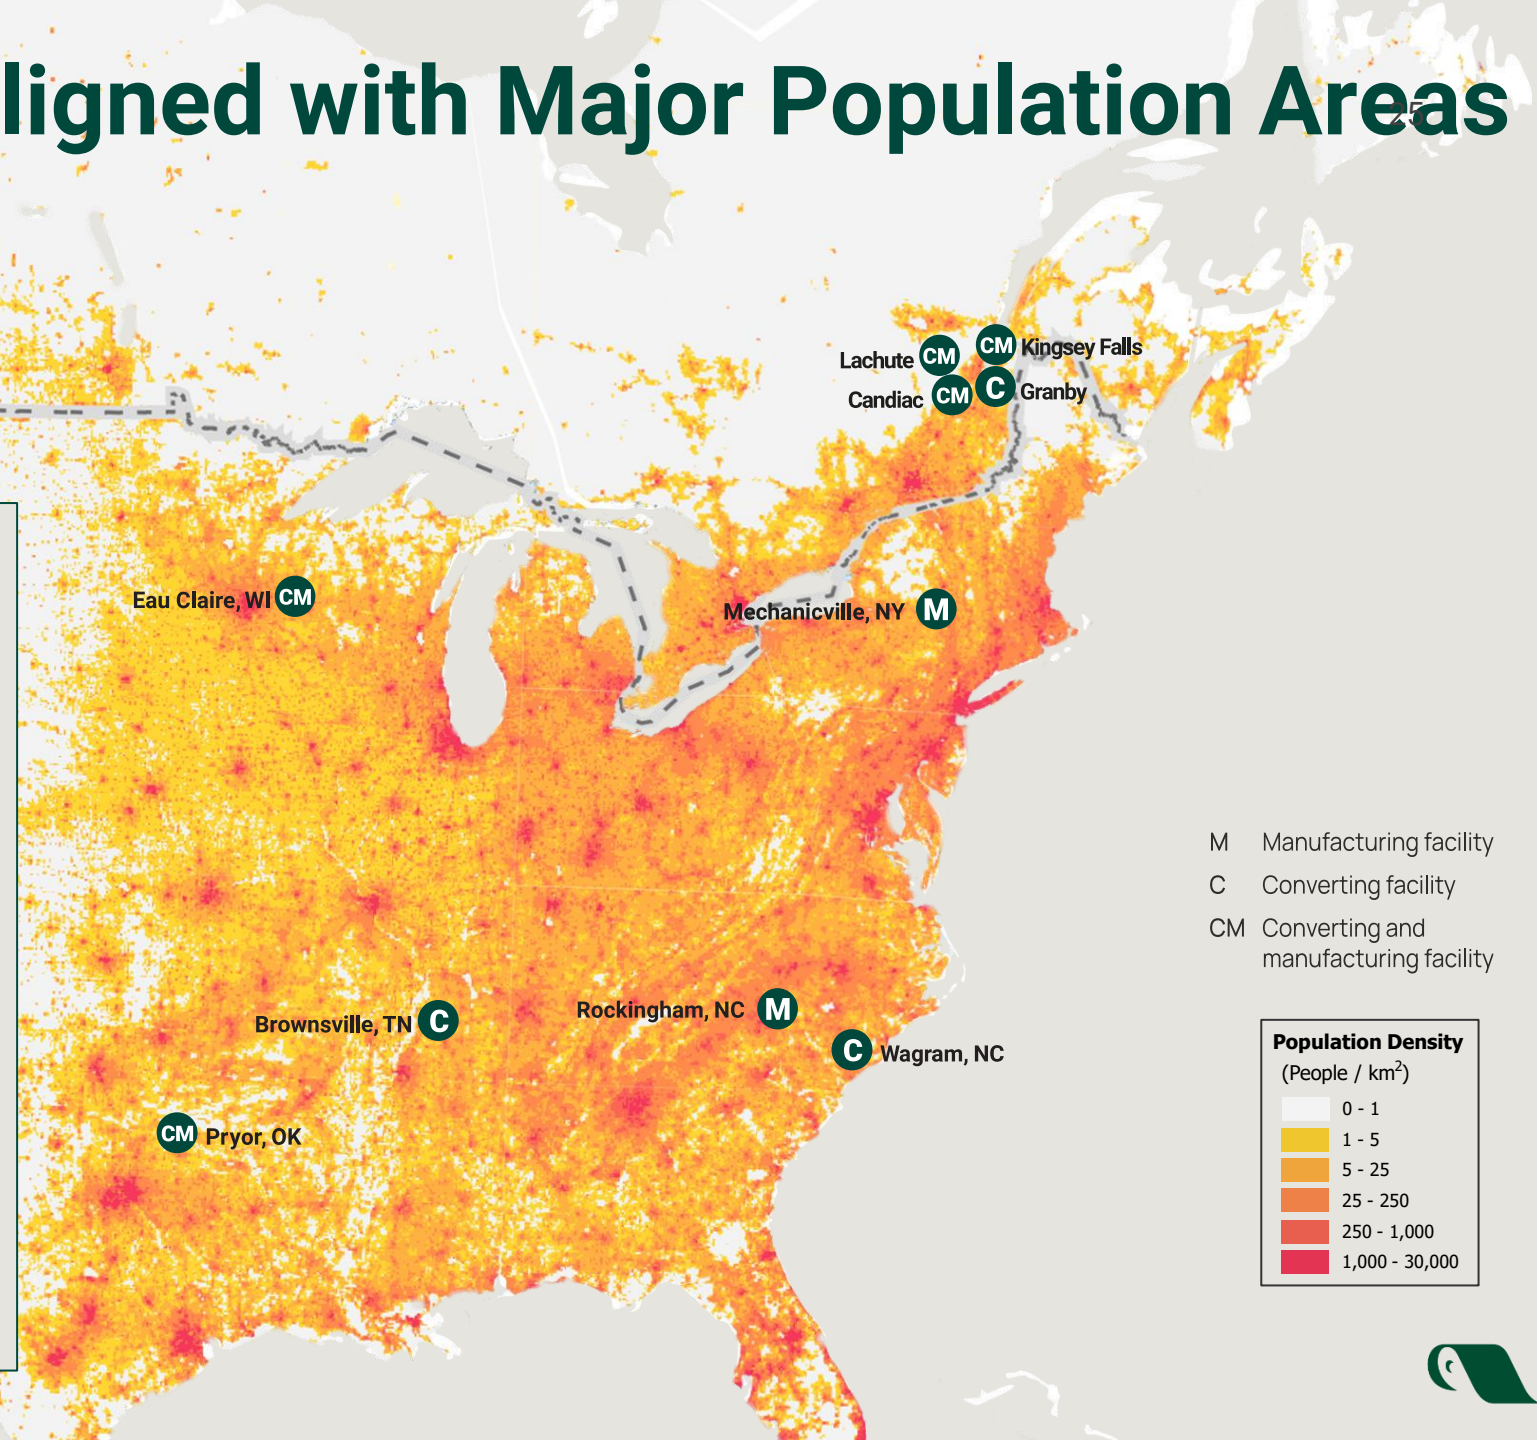 ligned with Major Population Areas
25
Lachute CM
CM Kingsey Falls
Candiac CM
C Granby
Eau Claire, WI CM
Mechanicville, NY M
M Manufacturing facility
C Converting facility
CM Converting and
manufacturing facility
Brownsville, TN C
Rockingham, NC M
C Wagram, NC
CM Pryor, OK
Population Density
(People / km²)
0 - 1
1 - 5
5 - 25
25 - 250
250 - 1,000
1,000 - 30,000